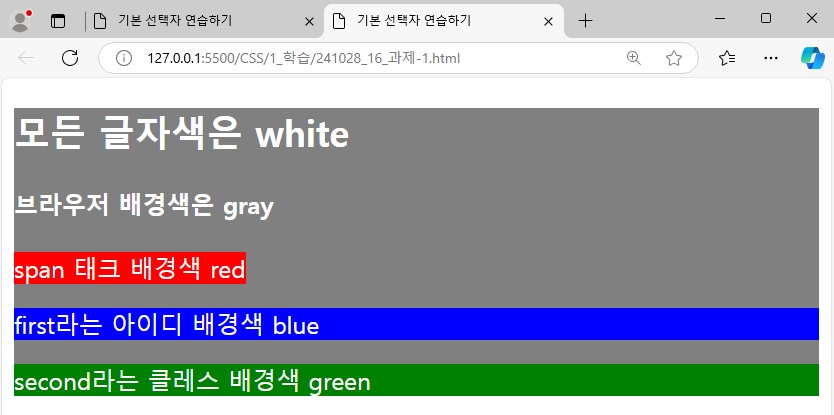 기본 선택자 연습하기
기본 선택자 연습하기
127.0.0.1:5500/CSS/1_학습/241028_16_과제-1.html
모든 글자색은 white
브라우저 배경색은 gray
span 태크 배경색 red
first라는 아이디 배경색 blue
second라는 클레스 배경색 green